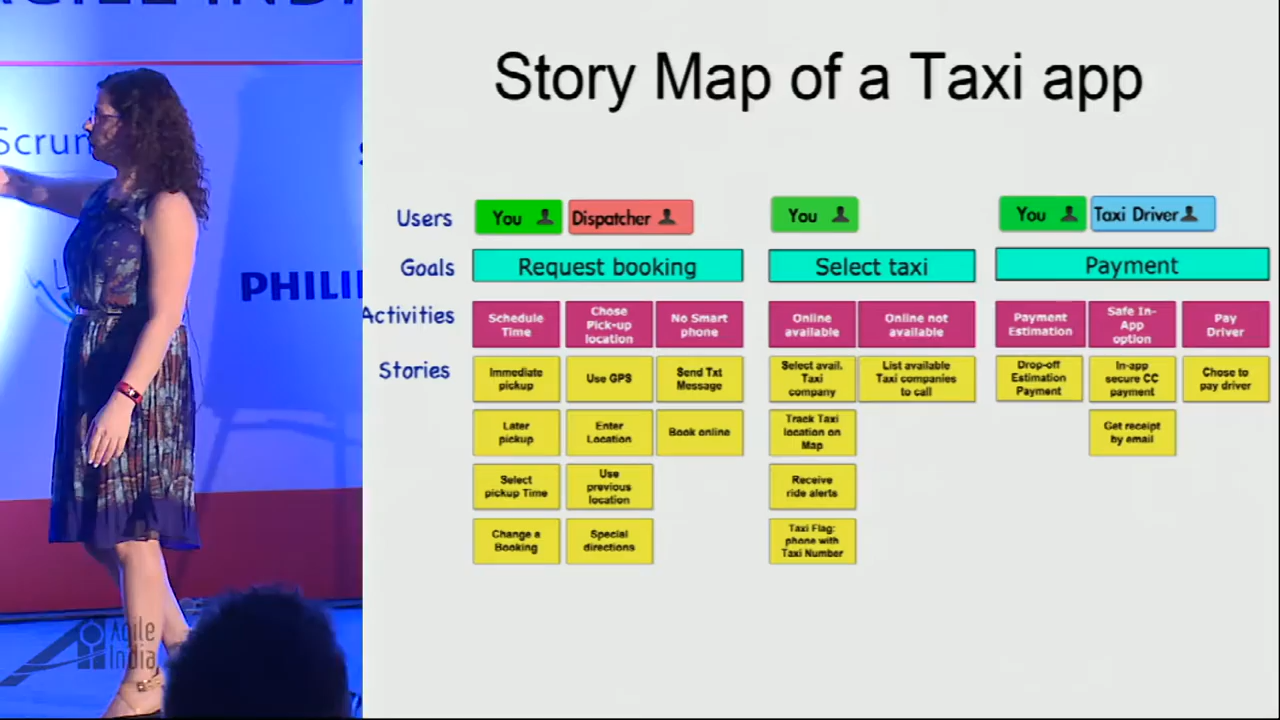 Scrum
PHILI
Agile
India
Story Map of a Taxi app
Users
You
Dispatcher
You
You
Taxi Driver
Goals
Request booking
Select taxi
Payment
Activities
Schedule
Time
Chose
Pick-up
location
No Smart
phone
Online
available
Online not
available
Payment
Estimation
Safe In-
App
option
Pay
Driver
Stories
Immediate
pickup
Use GPS
Send Txt
Message
Select avail.
Taxi
company
List available
Taxi companies
to call
Drop-off
Estimation
Payment
In-app
secure CC
payment
Chose to
pay driver
Later
pickup
Enter
Location
Book online
Track Taxi
location on
Map
Get receipt
by email
Select
pickup Time
Use
previous
location
Receive
ride alerts
Change a
Booking
Special
directions
Taxi Flag:
phone with
Taxi Number